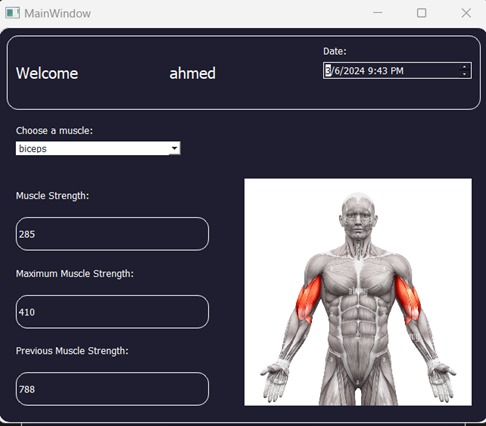 MainWindow
Date:
Welcome ahmed
3/6/2024 9:43 PM
Choose a muscle:
biceps
Muscle Strength:
285
Maximum Muscle Strength:
410
Previous Muscle Strength:
788